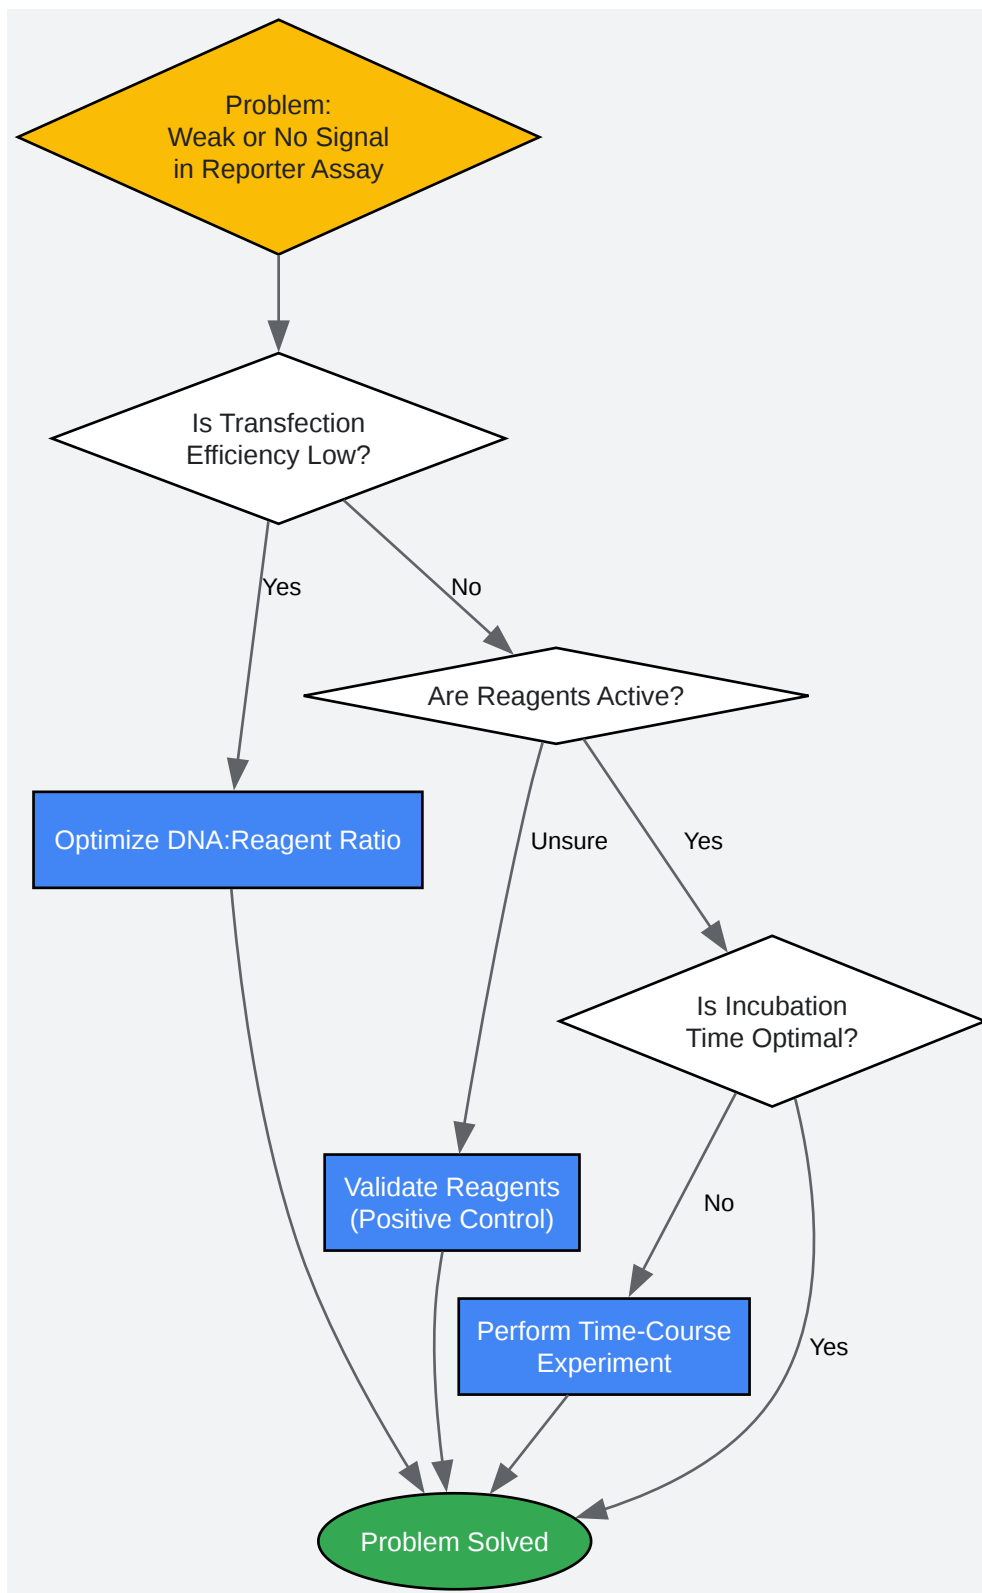 Problem:
Weak or No Signal
in Reporter Assay
Is Transfection
Efficiency Low?
Yes
No
Are Reagents Active?
Optimize DNA:Reagent Ratio
Unsure
Yes
Is Incubation
Time Optimal?
Validate Reagents
(Positive Control)
No
Perform Time-Course
Experiment
Yes
Problem Solved